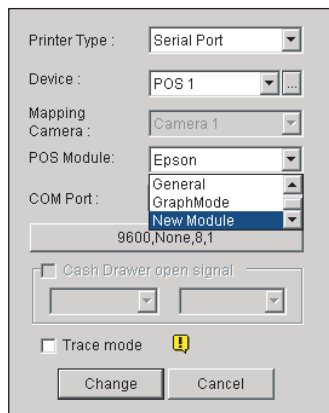 Printer Type : Serial Port
Device : POS 1 ...
Mapping
Camera : Camera 1
POS Module: Epson
General
GraphMode
COM Port : New Module
9600,None,8,1
Cash Drawer open signal
Trace mode !
Change Cancel